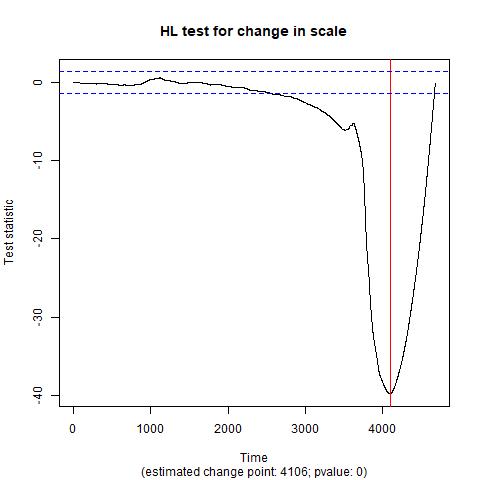 HL test for change in scale
Test statistic
0
-10
-20
-30
-40
0 1000 2000 3000 4000
Time
(estimated change point: 4106; pvalue: 0)